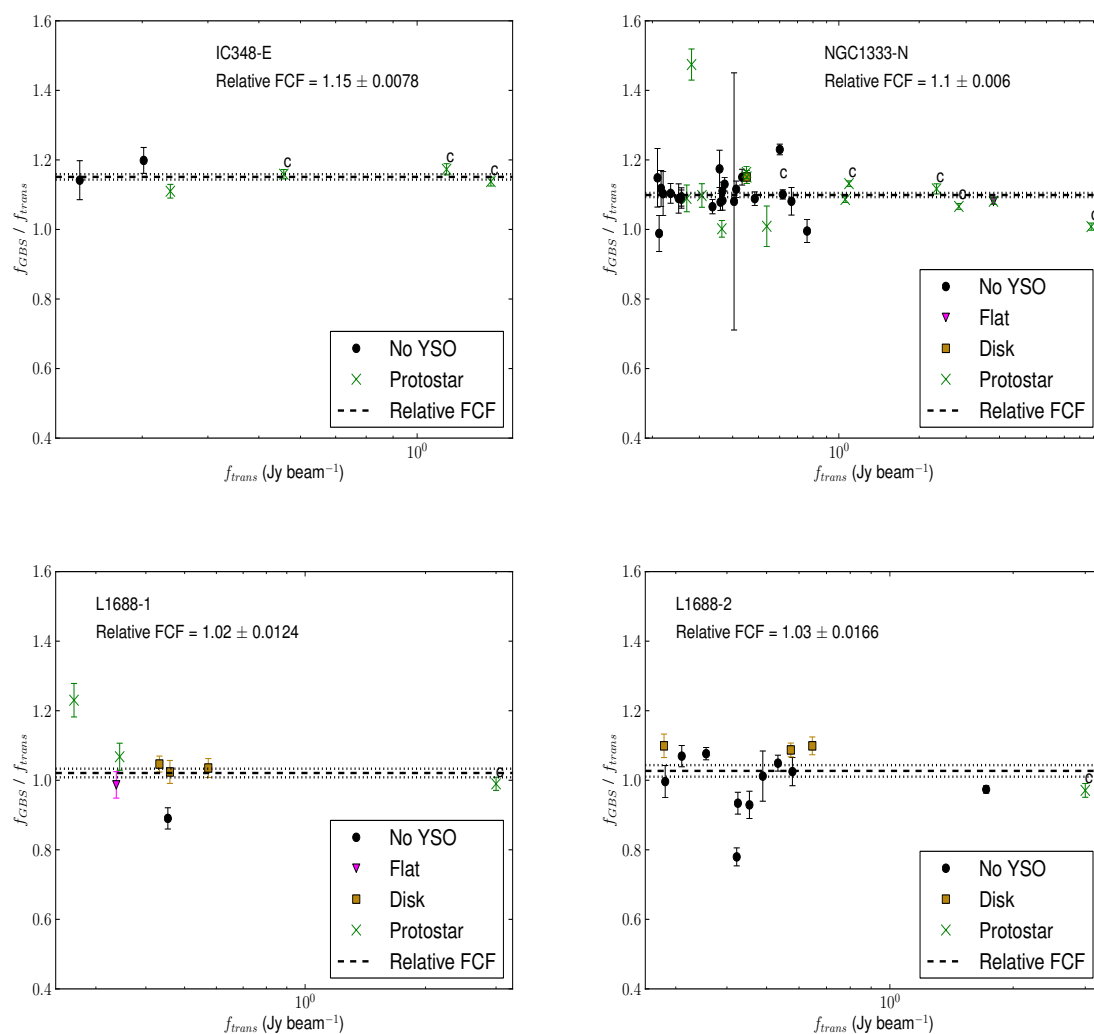 IC348-E
Relative FCF = 1.15 ± 0.0078
1.6
1.4
1.2
1.0
0.8
0.6
0.4
f_GBS / f_trans
c
c
c
No YSO
Protostar
Relative FCF
10^0
f_trans (Jy beam^−1)
NGC1333-N
Relative FCF = 1.1 ± 0.006
1.6
1.4
1.2
1.0
0.8
0.6
0.4
f_GBS / f_trans
c
c
c
c
c
No YSO
Flat
Disk
Protostar
Relative FCF
10^0
f_trans (Jy beam^−1)
L1688-1
Relative FCF = 1.02 ± 0.0124
1.6
1.4
1.2
1.0
0.8
0.6
0.4
f_GBS / f_trans
c
No YSO
Flat
Disk
Protostar
Relative FCF
10^0
f_trans (Jy beam^−1)
L1688-2
Relative FCF = 1.03 ± 0.0166
1.6
1.4
1.2
1.0
0.8
0.6
0.4
f_GBS / f_trans
c
No YSO
Disk
Protostar
Relative FCF
10^0
f_trans (Jy beam^−1)